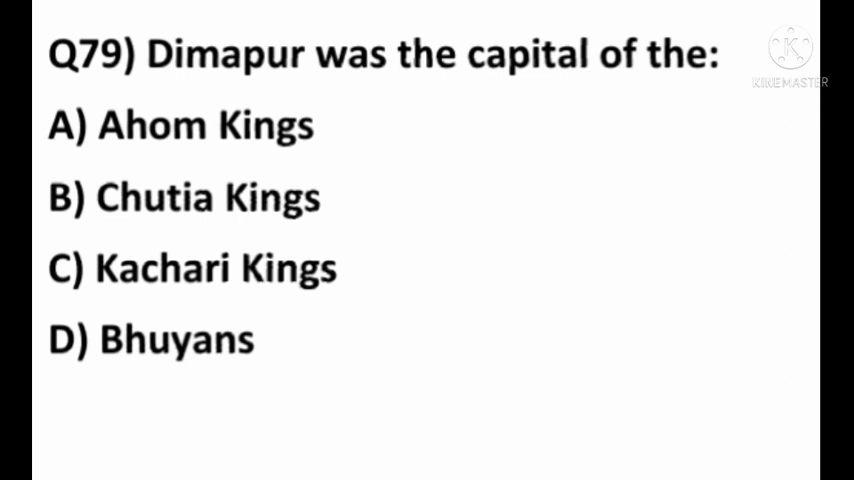 Q79) Dimapur was the capital of the:
KINEMASTER
A) Ahom Kings
B) Chutia Kings
C) Kachari Kings
D) Bhuyans